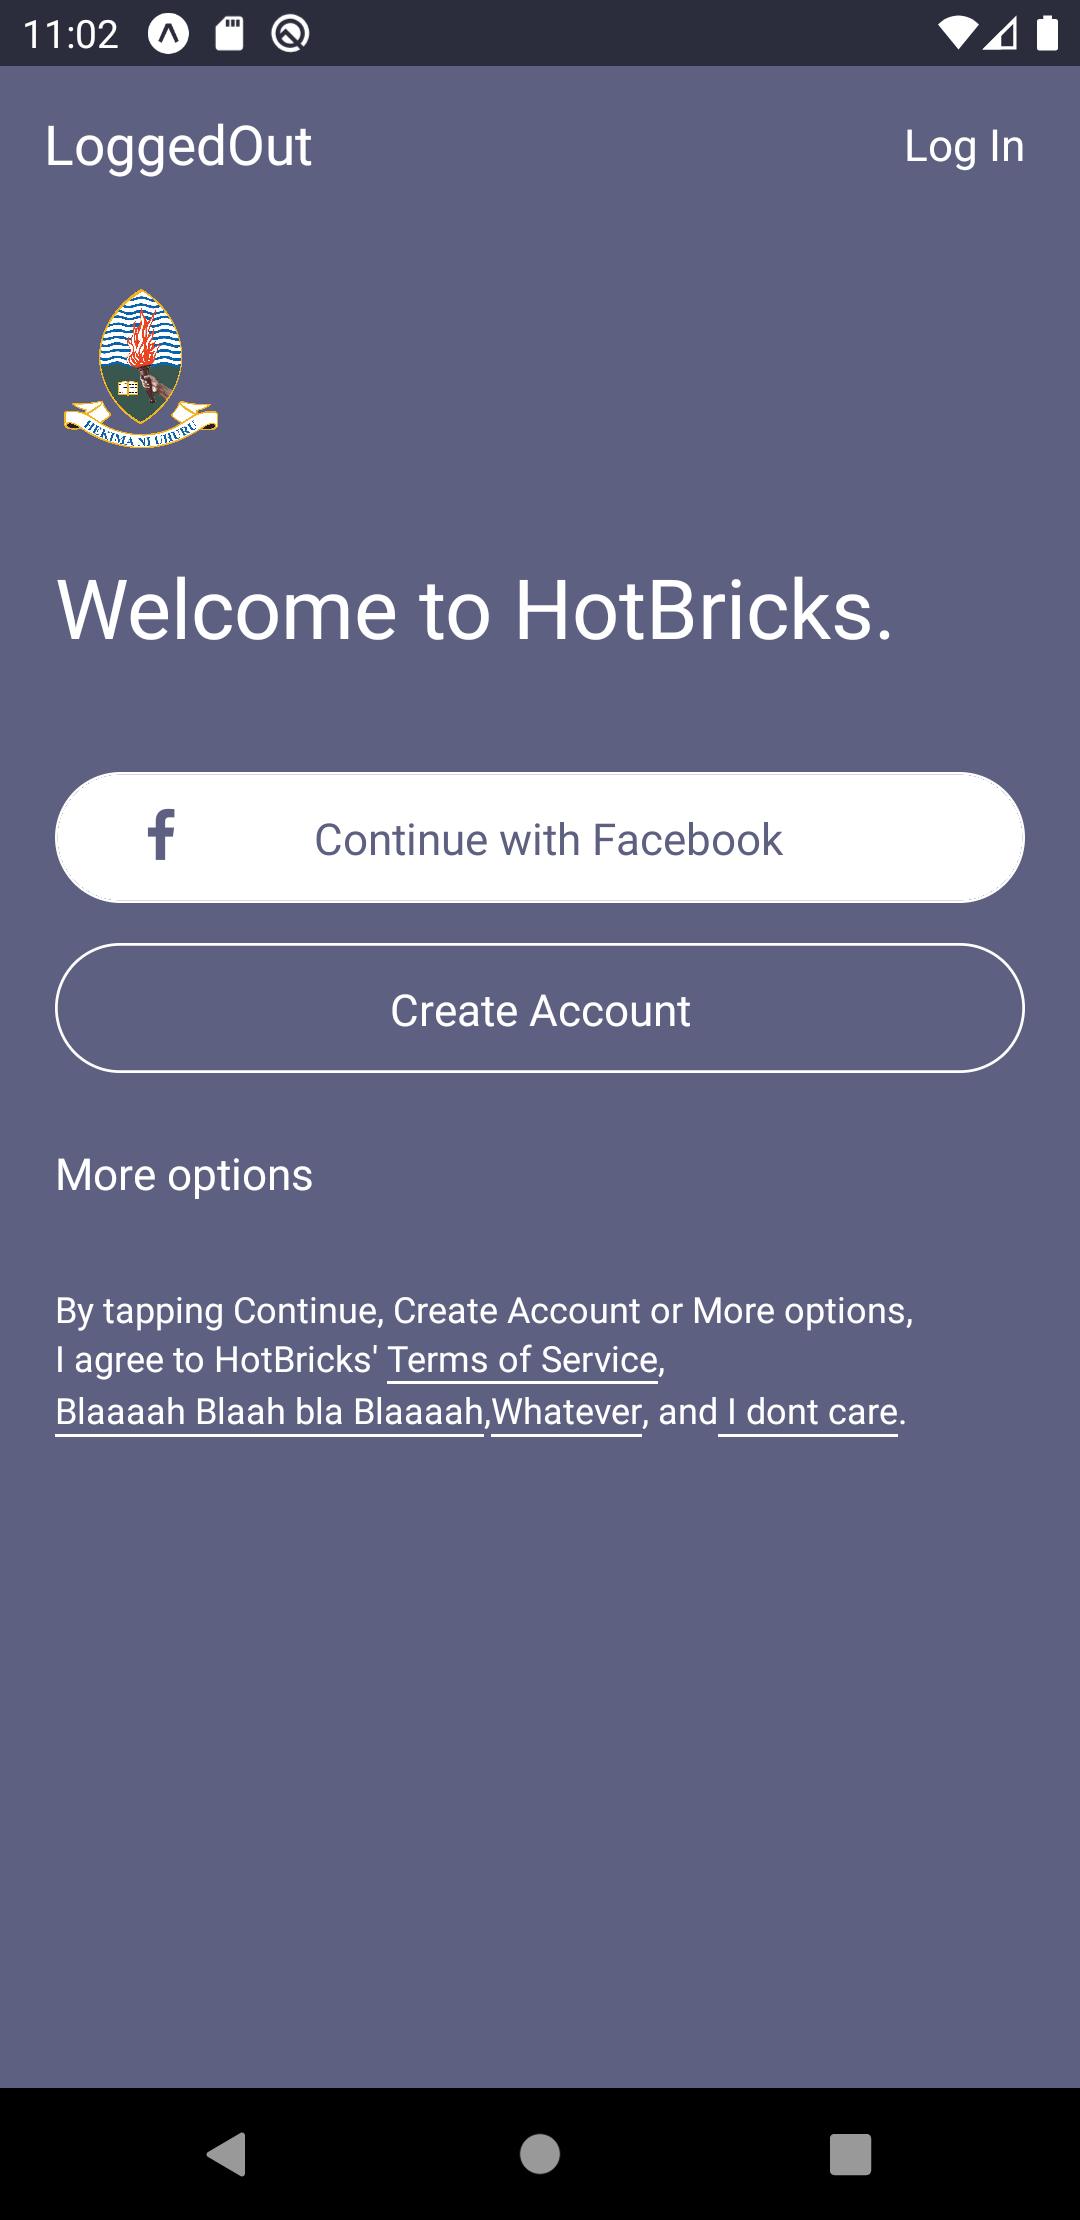 11:02
LoggedOut
Log In
HEKIMA NI UHURU
Welcome to HotBricks.
Continue with Facebook
Create Account
More options
By tapping Continue, Create Account or More options,
I agree to HotBricks' Terms of Service,
Blaaaah Blaah bla Blaaaah,Whatever, and I dont care.